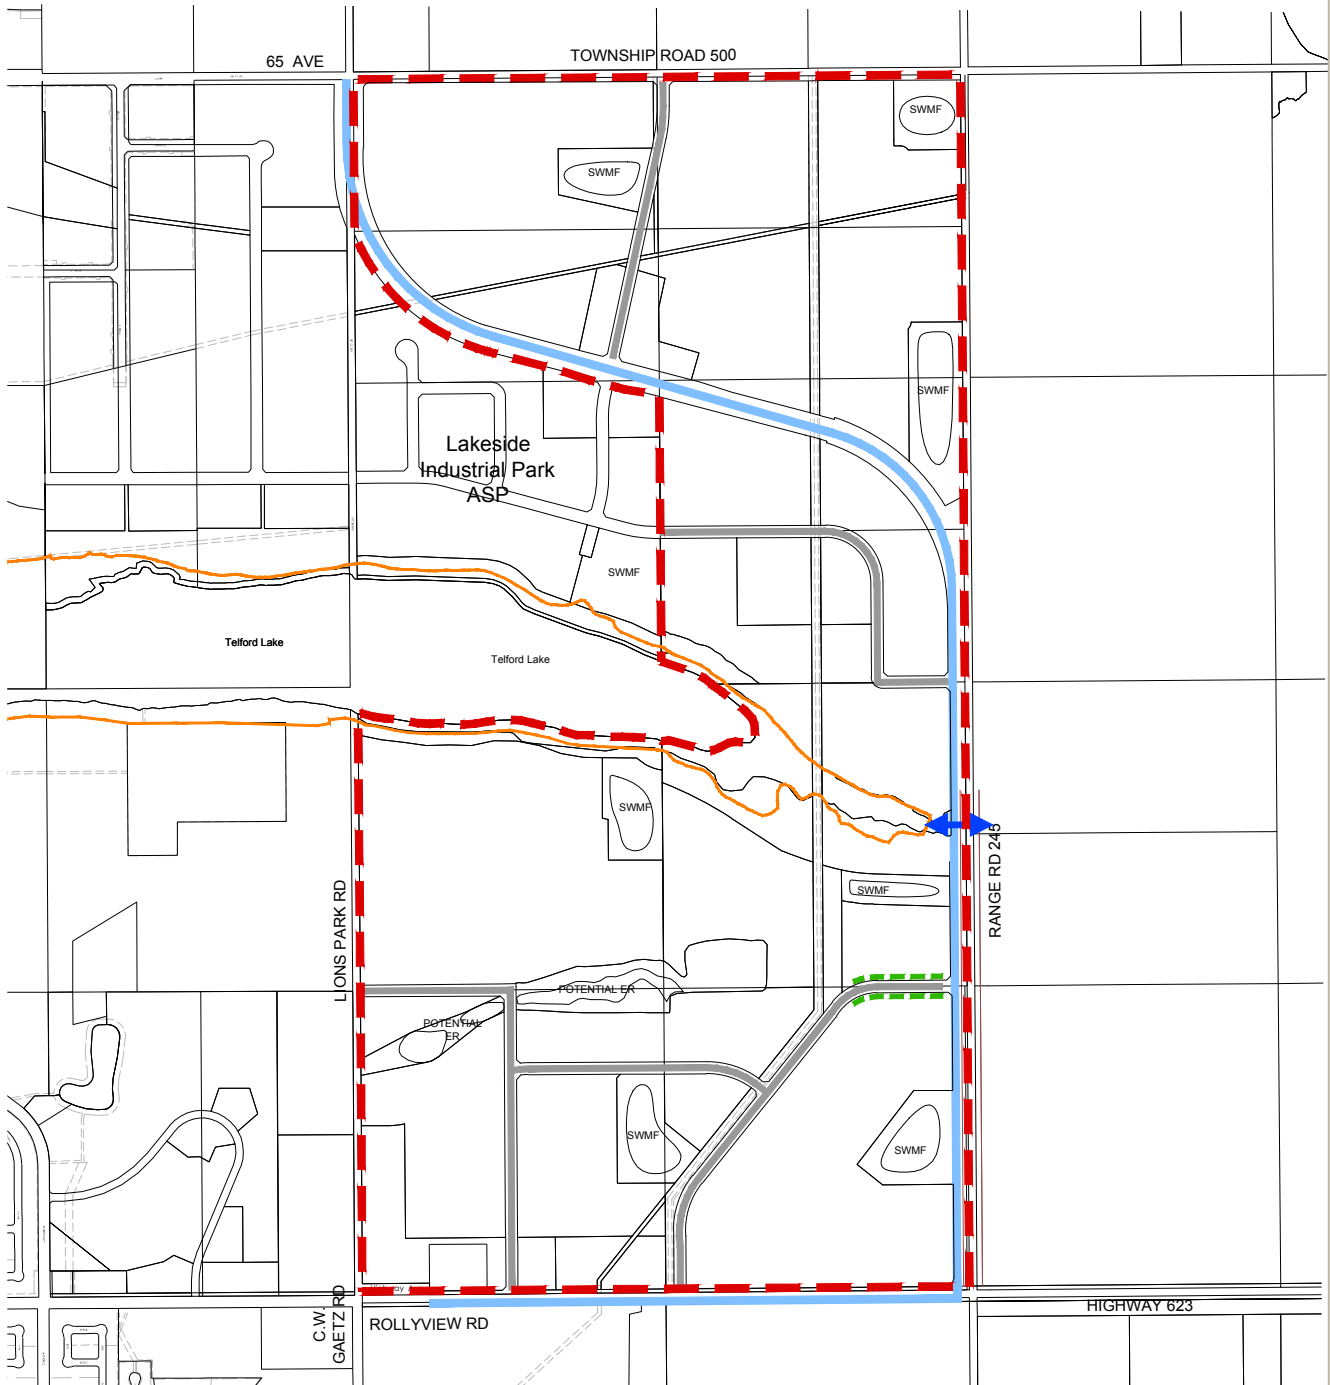 65 AVE
TOWNSHIP ROAD 500
SWMF
SWMF
SWMF
Lakeside
Industrial Park
ASP
SWMF
Telford Lake
Telford Lake
SWMF
RANGE RD 245
SWMF
LIONS PARK RD
POTENTIAL ER
POTENTIAL
ER
SWMF
SWMF
C.W.
GAETZ RD
ROLLYVIEW RD
HIGHWAY 623